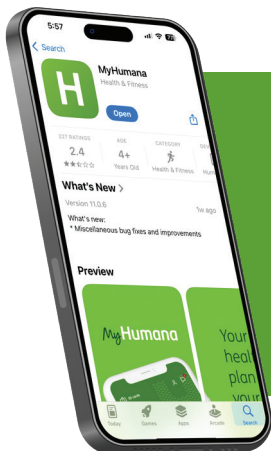 5:57
Search
MyHumana
Health & Fitness
Open
H
221 RATINGS
AGE
CATEGORY
2.4
4+
Years Old
Health & Fitness
What's New >
Version 11.0.6
1w ago
What's new:
* Miscellaneous bug fixes and improvements
Preview
MyHumana
Your
plan
your
Today
Games
Apps
Arcade
Search